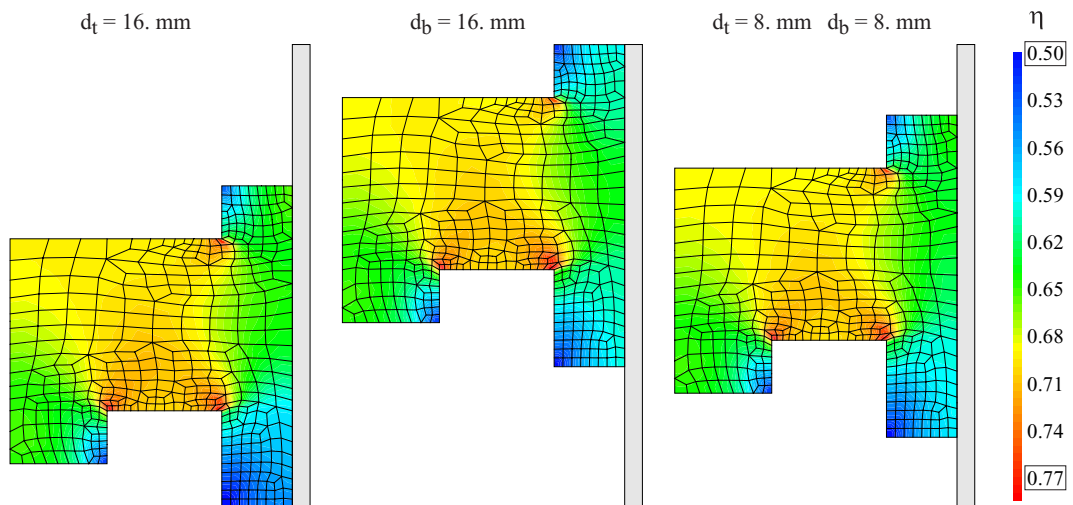 d_t = 16. mm
d_b = 16. mm
d_t = 8. mm d_b = 8. mm
η
0.50
0.53
0.56
0.59
0.62
0.65
0.68
0.71
0.74
0.77